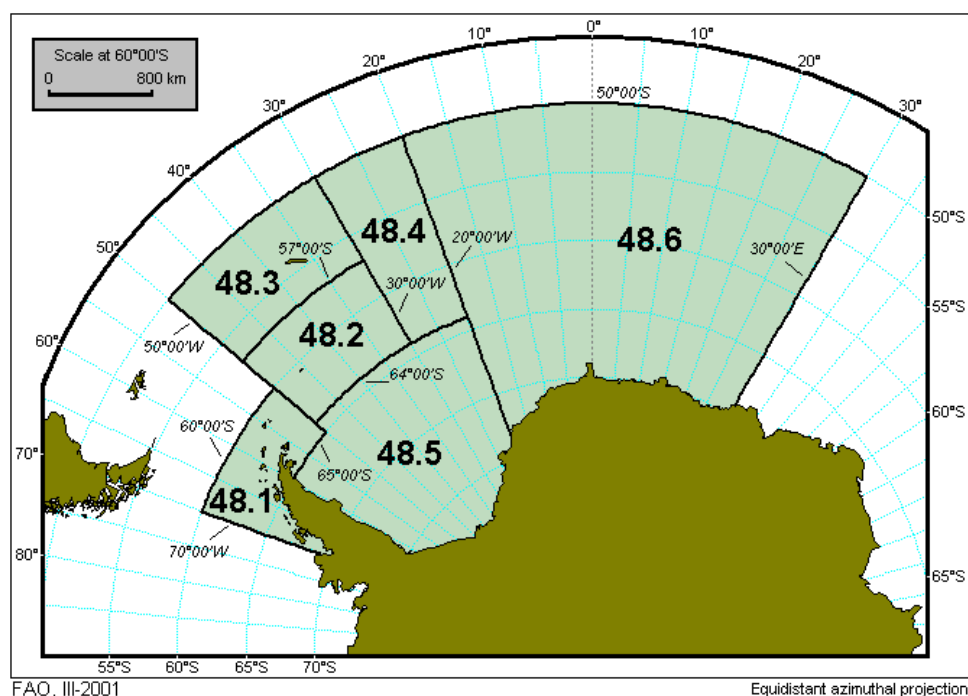 Scale at 60°00'S
0 800 km
0°
10°
10°
20°
20°
30°
30°
40°
50°
60°
70°
80°
50°00'S
50°S
55°S
60°S
65°S
48.4
48.6
20°00'W
30°00'E
57°00'S
48.3
30°00'W
48.2
50°00'W
64°00'S
60°00'S
48.5
65°00'S
48.1
70°00'W
55°S 60°S 65°S 70°S
FAO, III-2001
Equidistant azimuthal projection